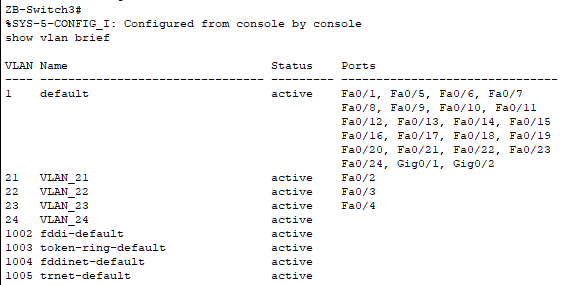 ZB-Switch3#
%SYS-5-CONFIG_I: Configured from console by console
show vlan brief
VLAN Name                             Status    Ports
---- -------------------------------- --------- -------------------------------
1    default                          active    Fa0/1, Fa0/5, Fa0/6, Fa0/7
                                                Fa0/8, Fa0/9, Fa0/10, Fa0/11
                                                Fa0/12, Fa0/13, Fa0/14, Fa0/15
                                                Fa0/16, Fa0/17, Fa0/18, Fa0/19
                                                Fa0/20, Fa0/21, Fa0/22, Fa0/23
                                                Fa0/24, Gig0/1, Gig0/2
21   VLAN_21                          active    Fa0/2
22   VLAN_22                          active    Fa0/3
23   VLAN_23                          active    Fa0/4
24   VLAN_24                          active
1002 fddi-default                     active
1003 token-ring-default               active
1004 fddinet-default                  active
1005 trnet-default                    active